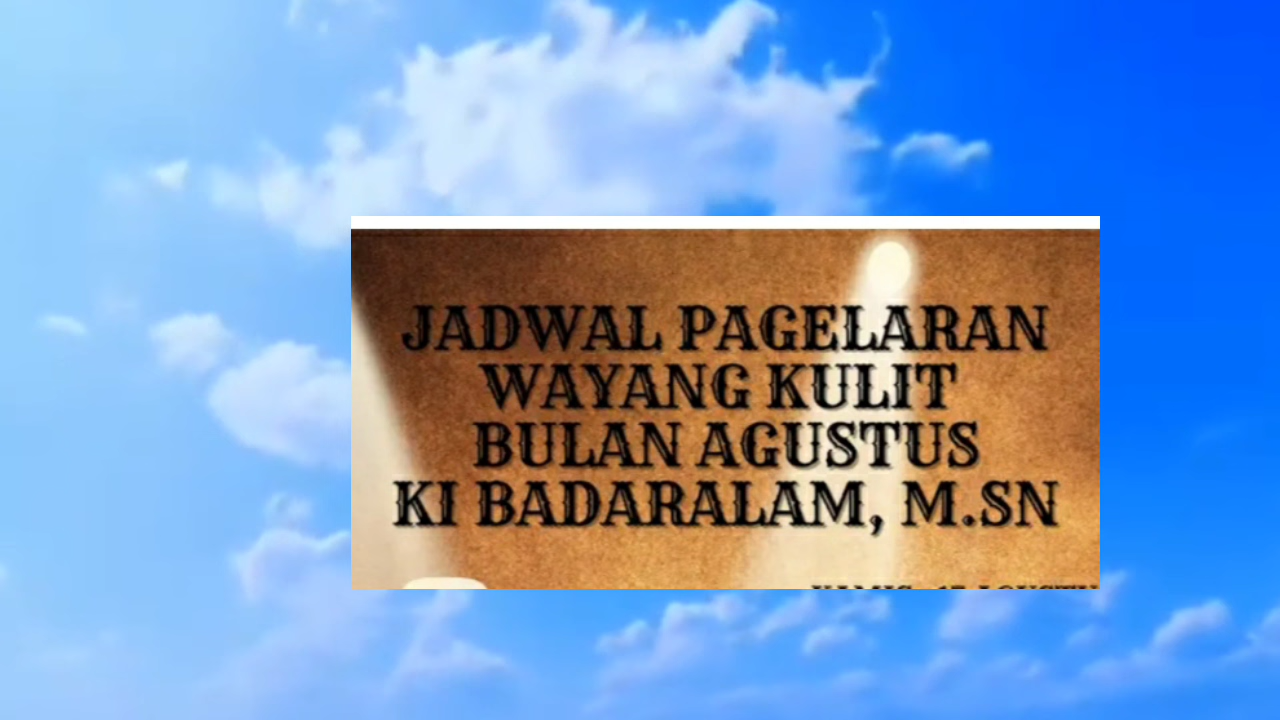 JADWAL PAGELARAN
WAYANG KULIT
BULAN AGUSTUS
KI BADARALAM, M.SN